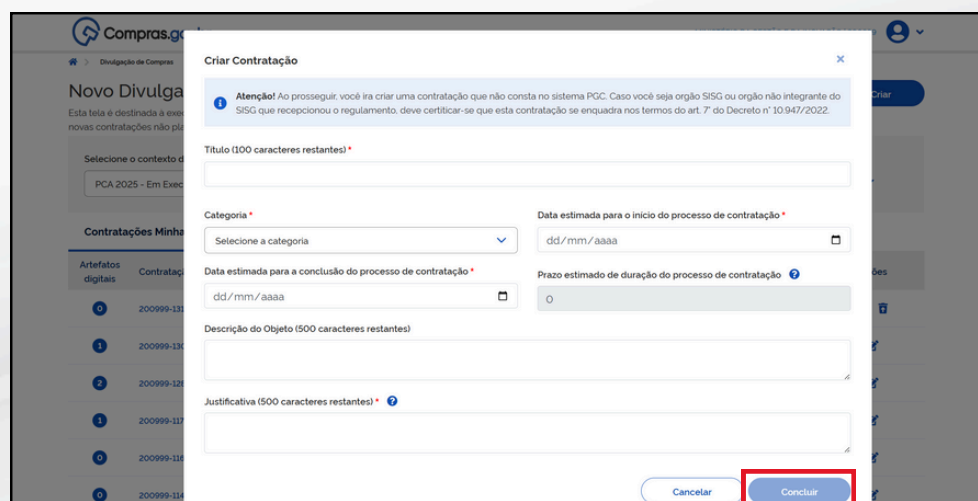 Compras.go
Divulgação de Compras
Novo Divulga
Criar
Esta tela é destinada à exe
novas contratações não pla
Selecione o contexto d
PCA 2025 - Em Exec
Contratações Minha
Artefatos
digitais
Contrataç
ões
0
200999-131
1
200999-130
2
200999-128
1
200999-117
0
200999-116
0
200999-114
Criar Contratação
×
Atenção! Ao prosseguir, você ira criar uma contratação que não consta no sistema PGC. Caso você seja orgão SISG ou orgão não integrante do
SISG que recepcionou o regulamento, deve certificar-se que esta contratação se enquadra nos termos do art. 7° do Decreto n° 10.947/2022.
Título (100 caracteres restantes) *
Categoria *
Selecione a categoria
Data estimada para o início do processo de contratação *
dd/mm/aaaa
Data estimada para a conclusão do processo de contratação *
dd/mm/aaaa
Prazo estimado de duração do processo de contratação ?
0
Descrição do Objeto (500 caracteres restantes)
Justificativa (500 caracteres restantes) * ?
Cancelar
Concluir